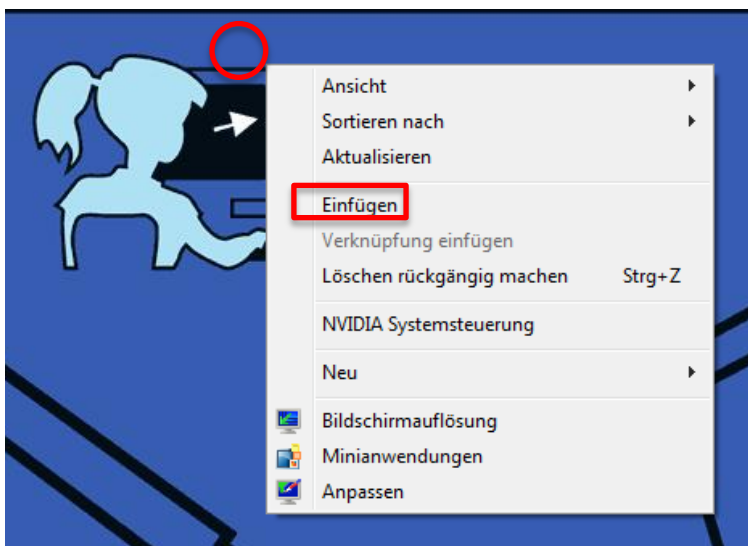 Ansicht
Sortieren nach
Aktualisieren
Einfügen
Verknüpfung einfügen
Löschen rückgängig machen Strg+Z
NVIDIA Systemsteuerung
Neu
Bildschirmauflösung
Minianwendungen
Anpassen